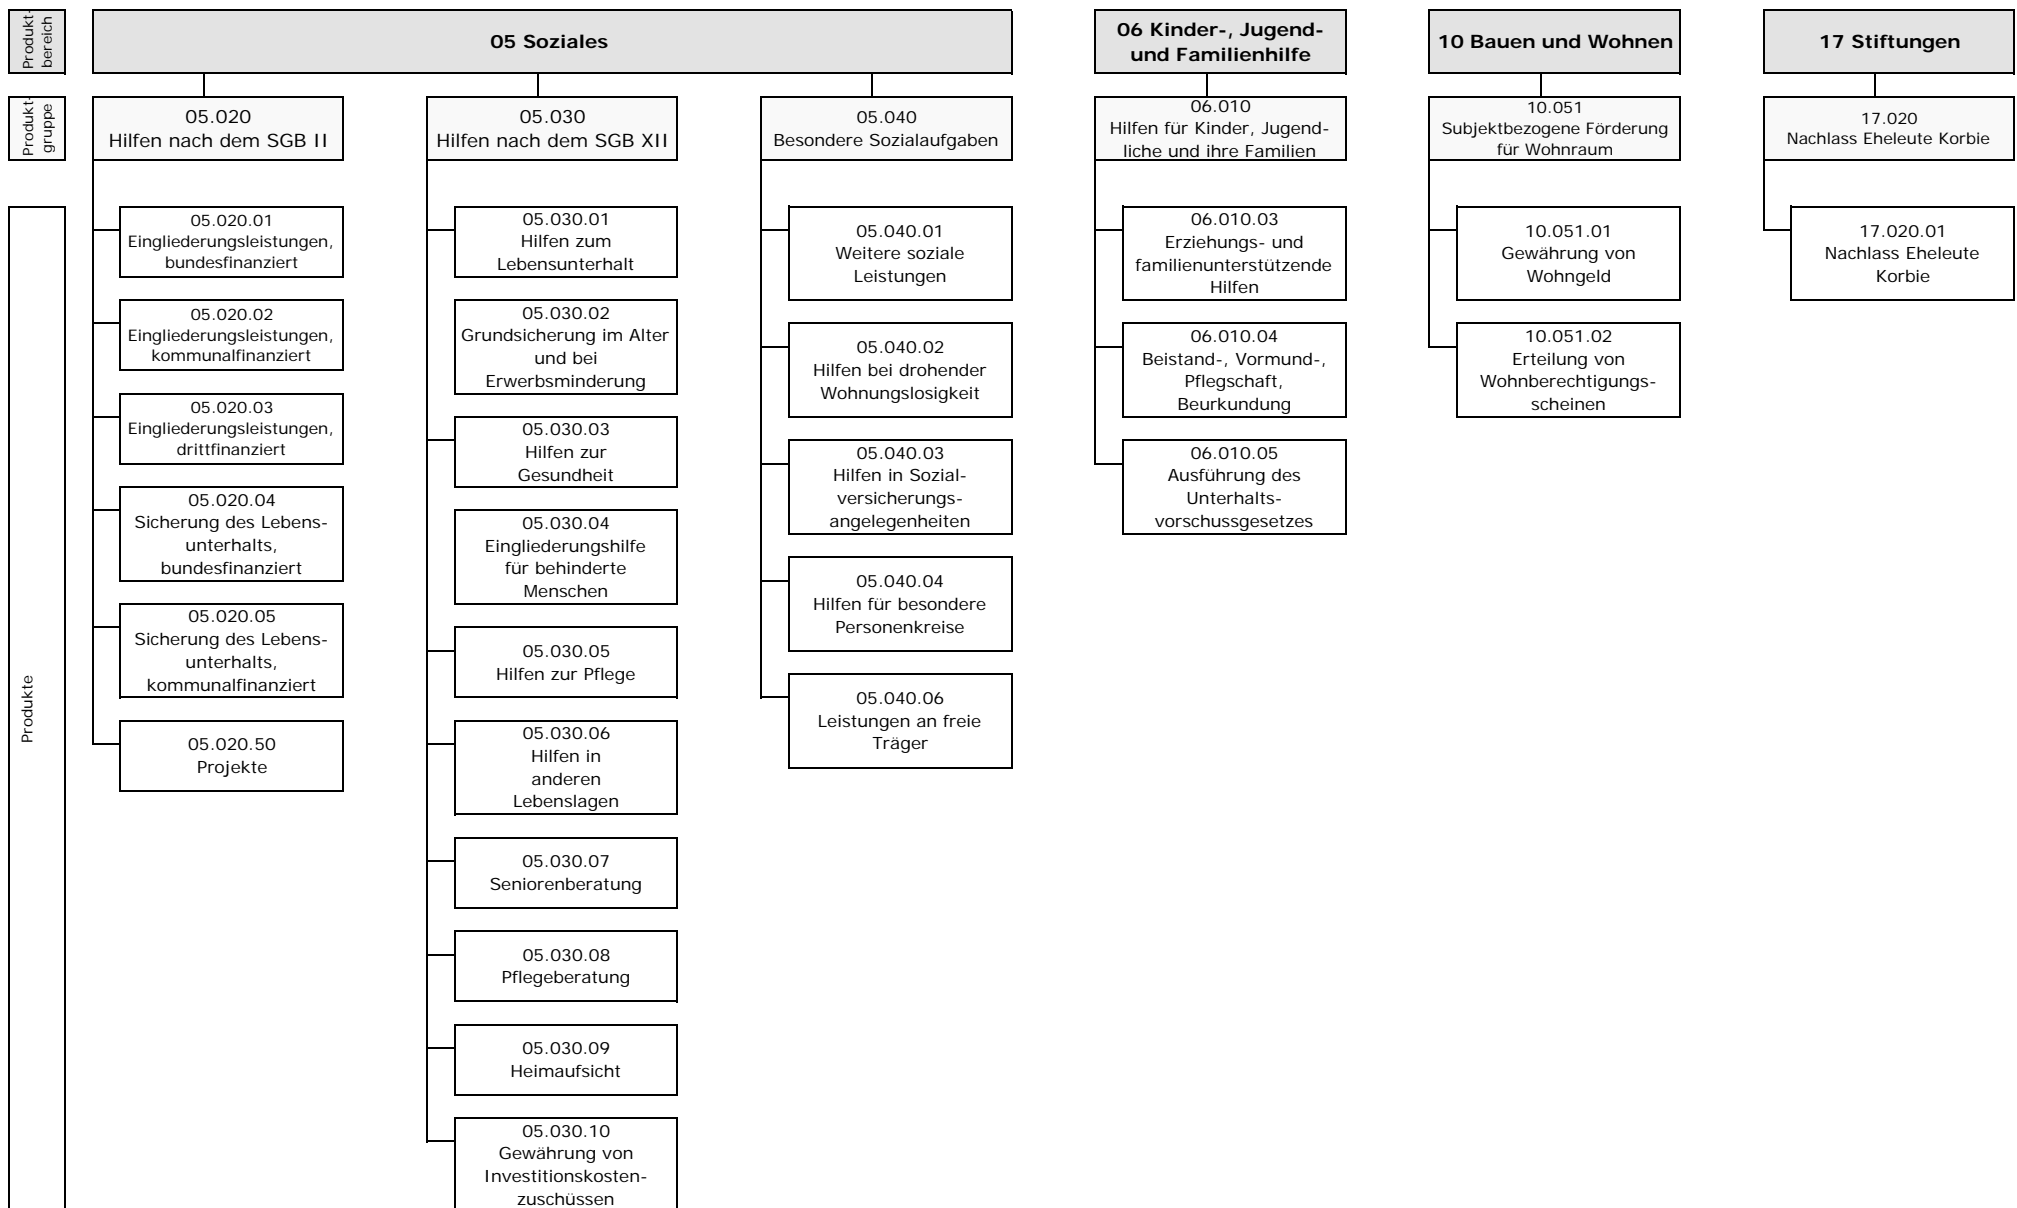 Produkt-
bereich
05 Soziales
06 Kinder-, Jugend-
und Familienhilfe
10 Bauen und Wohnen
17 Stiftungen
Produkt-
gruppe
05.020
Hilfen nach dem SGB II
05.030
Hilfen nach dem SGB XII
05.040
Besondere Sozialaufgaben
06.010
Hilfen für Kinder, Jugend-
liche und ihre Familien
10.051
Subjektbezogene Förderung
für Wohnraum
17.020
Nachlass Eheleute Korbie
Produkte
05.020.01
Eingliederungsleistungen,
bundesfinanziert
05.020.02
Eingliederungsleistungen,
kommunalfinanziert
05.020.03
Eingliederungsleistungen,
drittfinanziert
05.020.04
Sicherung des Lebens-
unterhalts,
bundesfinanziert
05.020.05
Sicherung des Lebens-
unterhalts,
kommunalfinanziert
05.020.50
Projekte
05.030.01
Hilfen zum
Lebensunterhalt
05.030.02
Grundsicherung im Alter
und bei
Erwerbsminderung
05.030.03
Hilfen zur
Gesundheit
05.030.04
Eingliederungshilfe
für behinderte
Menschen
05.030.05
Hilfen zur Pflege
05.030.06
Hilfen in
anderen
Lebenslagen
05.030.07
Seniorenberatung
05.030.08
Pflegeberatung
05.030.09
Heimaufsicht
05.030.10
Gewährung von
Investitionskosten-
zuschüssen
05.040.01
Weitere soziale
Leistungen
05.040.02
Hilfen bei drohender
Wohnungslosigkeit
05.040.03
Hilfen in Sozial-
versicherungs-
angelegenheiten
05.040.04
Hilfen für besondere
Personenkreise
05.040.06
Leistungen an freie
Träger
06.010.03
Erziehungs- und
familienunterstützende
Hilfen
06.010.04
Beistand-, Vormund-,
Pflegschaft,
Beurkundung
06.010.05
Ausführung des
Unterhalts-
vorschussgesetzes
10.051.01
Gewährung von
Wohngeld
10.051.02
Erteilung von
Wohnberechtigungs-
scheinen
17.020.01
Nachlass Eheleute
Korbie